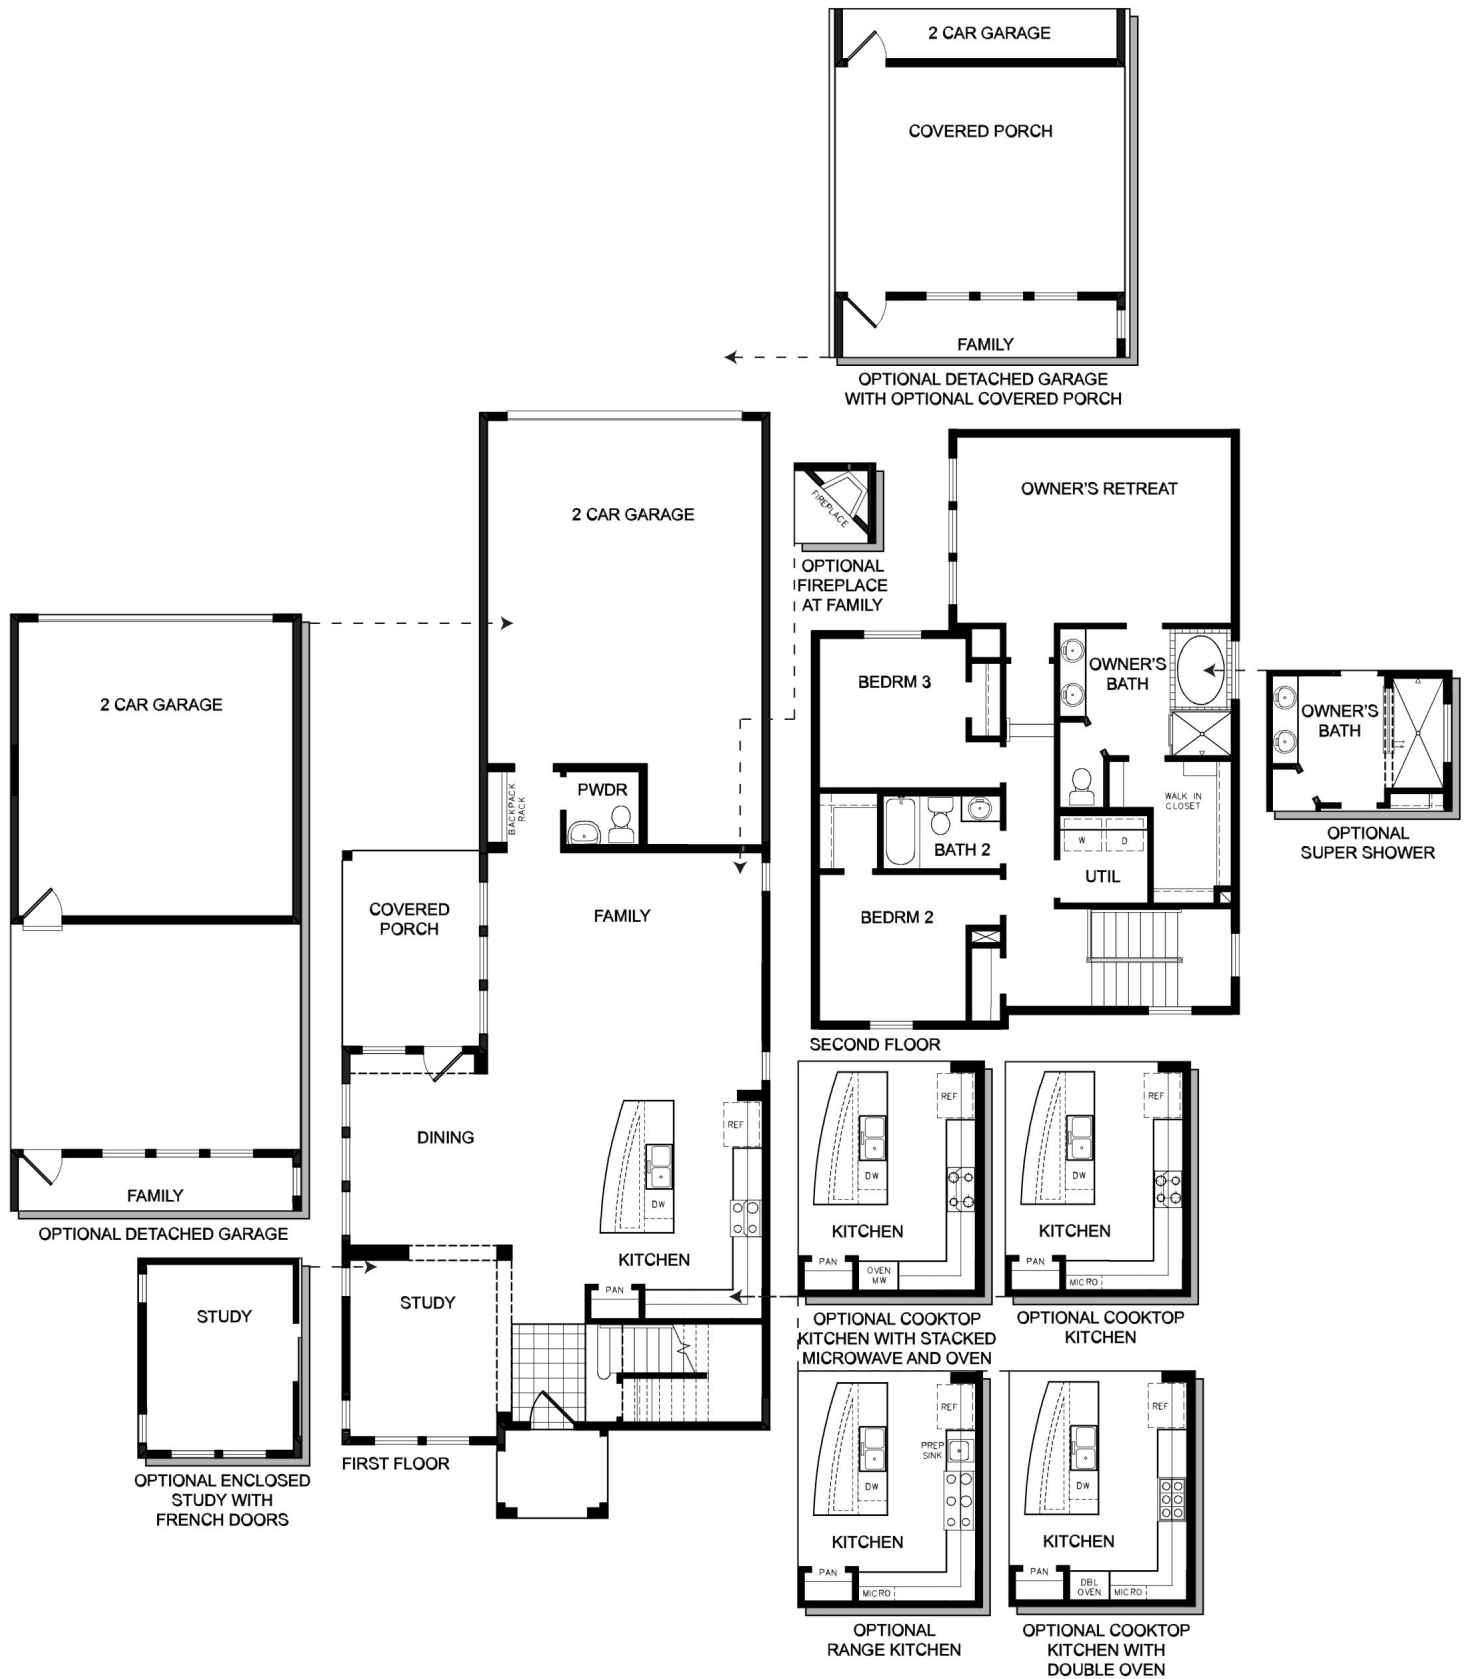 2 CAR GARAGE
COVERED PORCH
FAMILY
OPTIONAL DETACHED GARAGE
WITH OPTIONAL COVERED PORCH
2 CAR GARAGE
BACKPACK
RACK
PWDR
COVERED
PORCH
FAMILY
DINING
REF
DW
KITCHEN
PAN
STUDY
FIRST FLOOR
FIREPLACE
OPTIONAL
FIREPLACE
AT FAMILY
2 CAR GARAGE
FAMILY
OPTIONAL DETACHED GARAGE
STUDY
OPTIONAL ENCLOSED
STUDY WITH
FRENCH DOORS
OWNER'S RETREAT
BEDRM 3
OWNER'S
BATH
WALK IN
CLOSET
BATH 2
W
D
UTIL
BEDRM 2
SECOND FLOOR
OWNER'S
BATH
OPTIONAL
SUPER SHOWER
REF
DW
KITCHEN
PAN
OVEN
MW
OPTIONAL COOKTOP
KITCHEN WITH STACKED
MICROWAVE AND OVEN
REF
DW
KITCHEN
PAN
MICRO
OPTIONAL COOKTOP
KITCHEN
REF
PREP
SINK
DW
KITCHEN
PAN
MICRO
OPTIONAL
RANGE KITCHEN
REF
DW
KITCHEN
PAN
DBL
OVEN
MICRO
OPTIONAL COOKTOP
KITCHEN WITH
DOUBLE OVEN